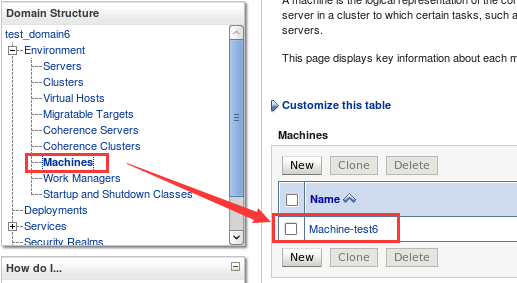 Domain Structure
test_domain6
Environment
Servers
Clusters
Virtual Hosts
Migratable Targets
Coherence Servers
Coherence Clusters
Machines
Work Managers
Startup and Shutdown Classes
Deployments
Services
Security Realms
How do I...
A machine is the logical representation of the co
server in a cluster to which certain tasks, such a
servers.
This page displays key information about each m
Customize this table
Machines
New Clone Delete
Name
Machine-test6
New Clone Delete